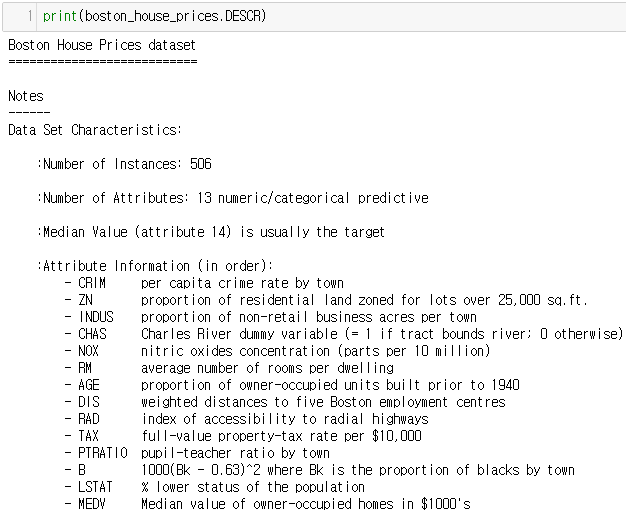 1 print(boston_house_prices.DESCR)
Boston House Prices dataset
===========================

Notes
------
Data Set Characteristics:

    :Number of Instances: 506

    :Number of Attributes: 13 numeric/categorical predictive

    :Median Value (attribute 14) is usually the target

    :Attribute Information (in order):
        - CRIM     per capita crime rate by town
        - ZN       proportion of residential land zoned for lots over 25,000 sq.ft.
        - INDUS    proportion of non-retail business acres per town
        - CHAS     Charles River dummy variable (= 1 if tract bounds river; 0 otherwise)
        - NOX      nitric oxides concentration (parts per 10 million)
        - RM       average number of rooms per dwelling
        - AGE      proportion of owner-occupied units built prior to 1940
        - DIS      weighted distances to five Boston employment centres
        - RAD      index of accessibility to radial highways
        - TAX      full-value property-tax rate per $10,000
        - PTRATIO  pupil-teacher ratio by town
        - B        1000(Bk - 0.63)^2 where Bk is the proportion of blacks by town
        - LSTAT    % lower status of the population
        - MEDV     Median value of owner-occupied homes in $1000's